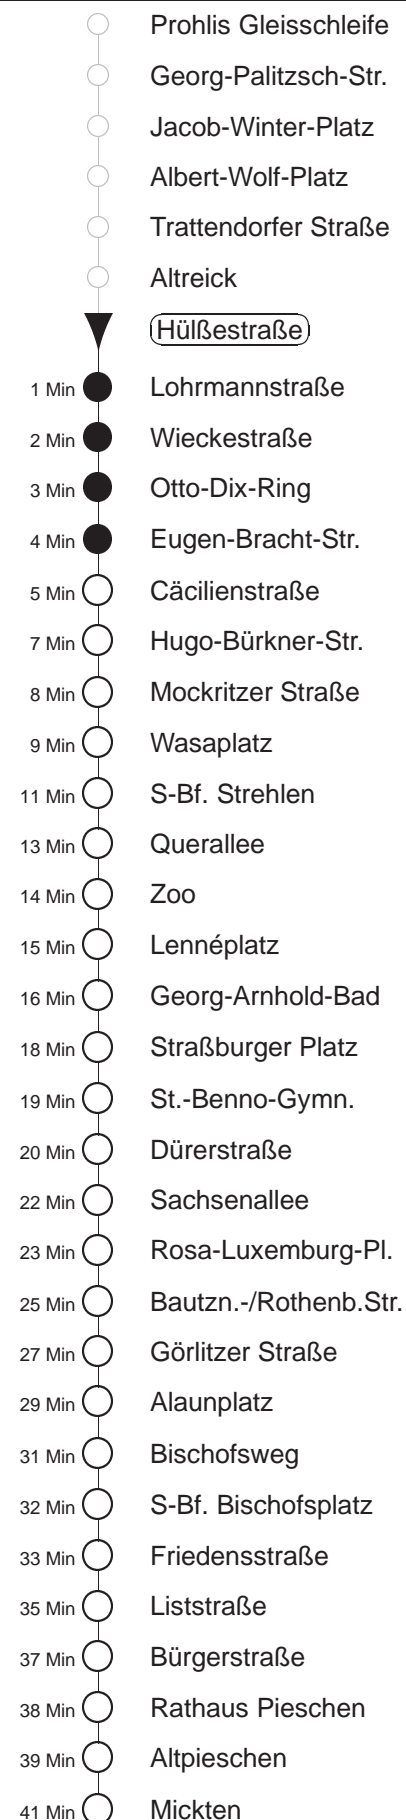 Prohlis Gleisschleife
Georg-Palitzsch-Str.
Jacob-Winter-Platz
Albert-Wolf-Platz
Trattendorfer Straße
Altreick
Hülßestraße
1 Min Lohrmannstraße
2 Min Wieckestraße
3 Min Otto-Dix-Ring
4 Min Eugen-Bracht-Str.
5 Min Cäcilienstraße
7 Min Hugo-Bürkner-Str.
8 Min Mockritzer Straße
9 Min Wasaplatz
11 Min S-Bf. Strehlen
13 Min Querallee
14 Min Zoo
15 Min Lennéplatz
16 Min Georg-Arnhold-Bad
18 Min Straßburger Platz
19 Min St.-Benno-Gymn.
20 Min Dürerstraße
22 Min Sachsenallee
23 Min Rosa-Luxemburg-Pl.
25 Min Bautzn.-/Rothenb.Str.
27 Min Görlitzer Straße
29 Min Alaunplatz
31 Min Bischofsweg
32 Min S-Bf. Bischofsplatz
33 Min Friedensstraße
35 Min Liststraße
37 Min Bürgerstraße
38 Min Rathaus Pieschen
39 Min Altpieschen
41 Min Mickten